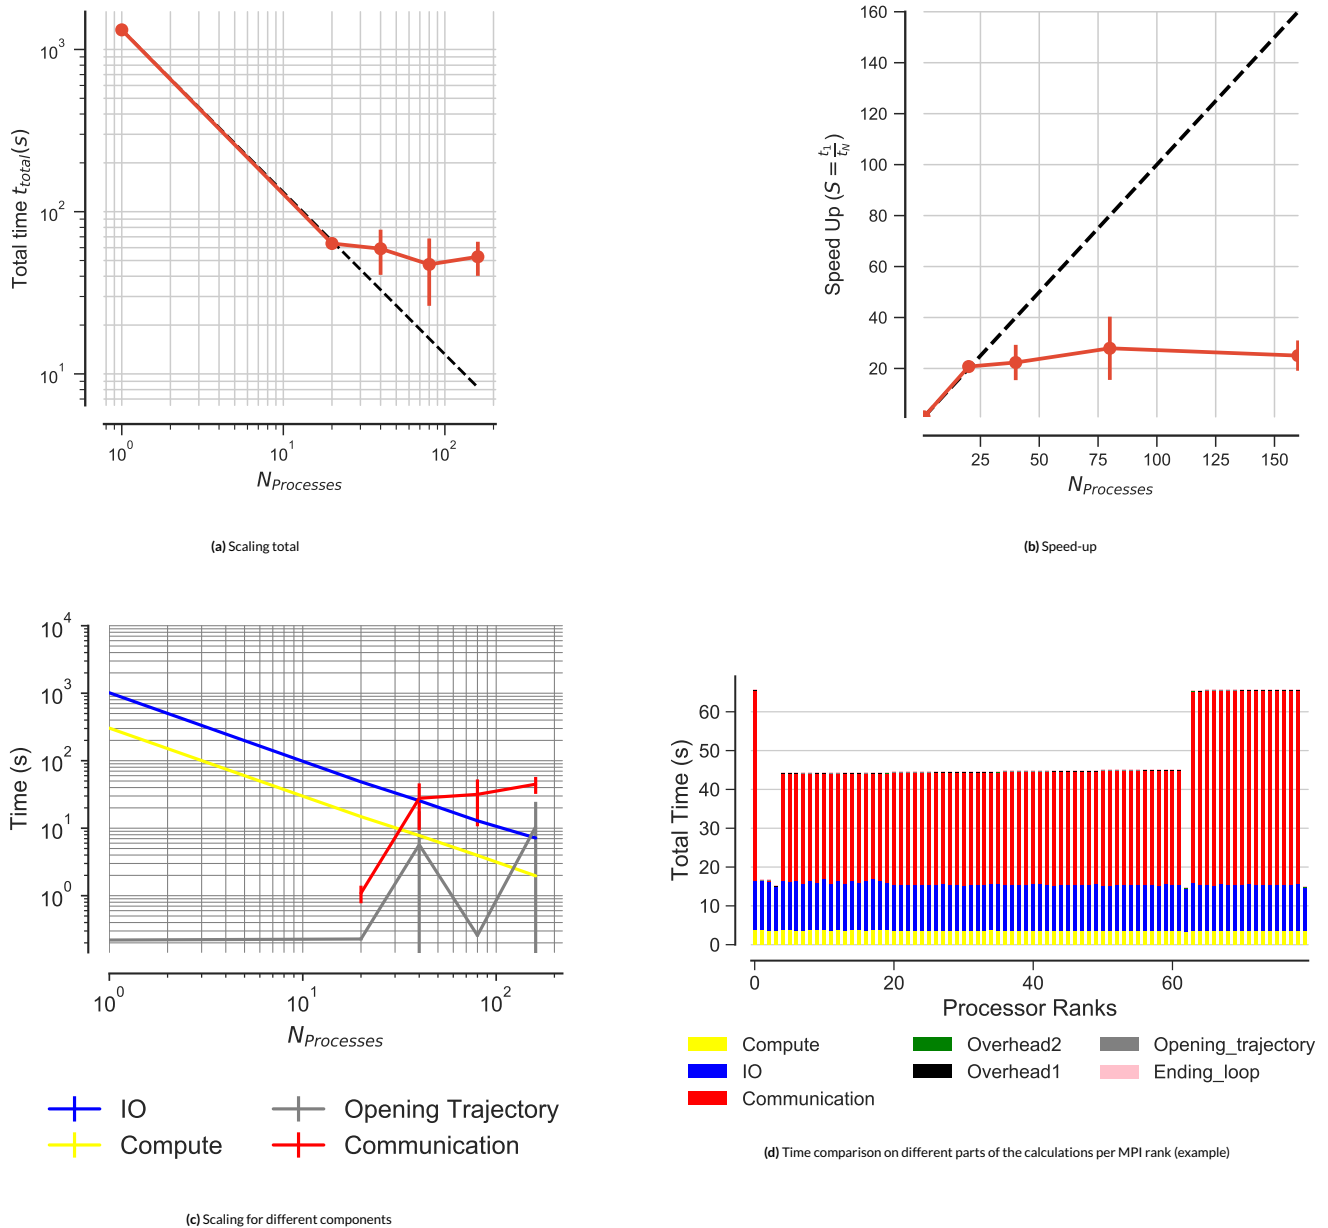 10^3
10^2
10^1
Total time t_total(s)
10^0 10^1 10^2
N_Processes
(a) Scaling total
160
140
120
100
80
60
40
20
Speed Up (S = t_1/t_N)
25 50 75 100 125 150
N_Processes
(b) Speed-up
10^4
10^3
10^2
10^1
10^0
Time (s)
10^0 10^1 10^2
N_Processes
IO Opening Trajectory
Compute Communication
(c) Scaling for different components
60
50
40
30
20
10
0
Total Time (s)
0 20 40 60
Processor Ranks
Compute Overhead2 Opening_trajectory
IO Overhead1 Ending_loop
Communication
(d) Time comparison on different parts of the calculations per MPI rank (example)